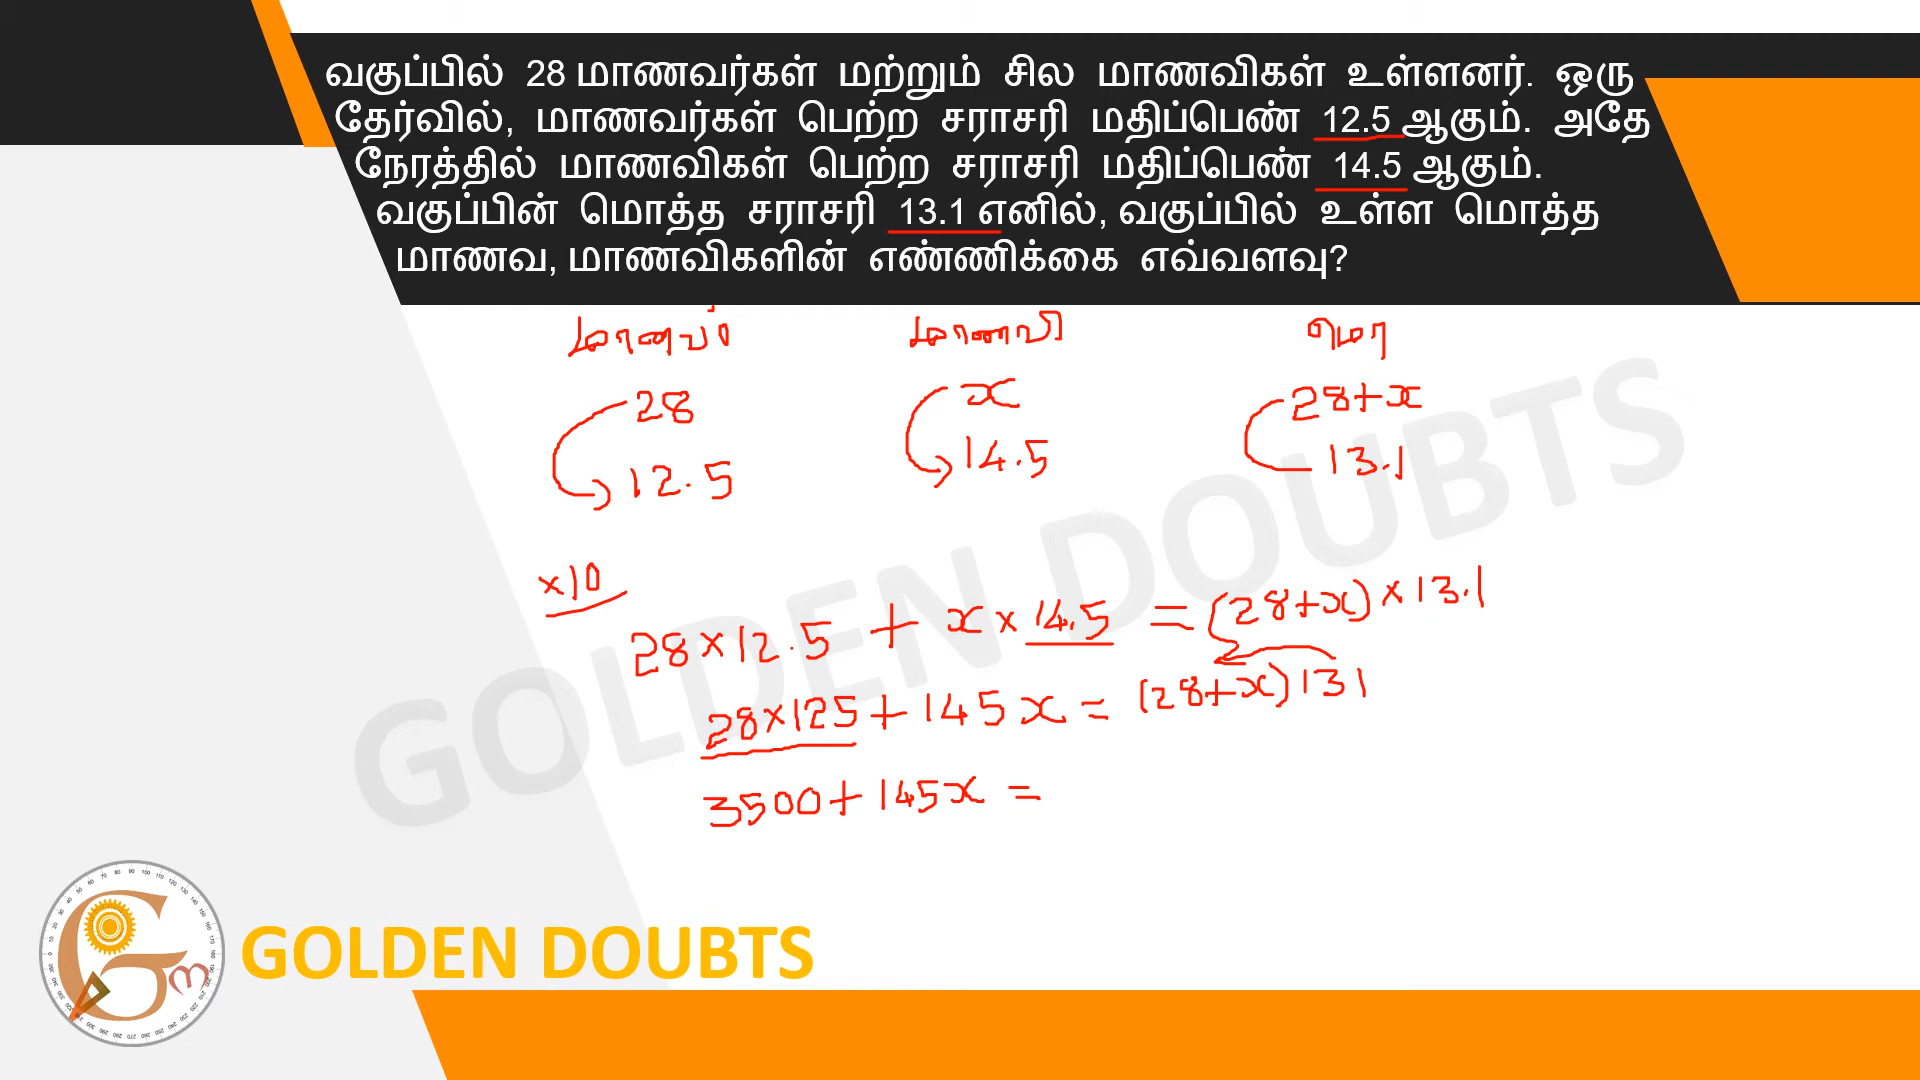 வகுப்பில் 28 மாணவர்கள் மற்றும் சில மாணவிகள் உள்ளனர். ஒரு
தேர்வில், மாணவர்கள் பெற்ற சராசரி மதிப்பெண் 12.5 ஆகும். அதே
நேரத்தில் மாணவிகள் பெற்ற சராசரி மதிப்பெண் 14.5 ஆகும்.
வகுப்பின் மொத்த சராசரி 13.1 எனில், வகுப்பில் உள்ள மொத்த
மாணவ, மாணவிகளின் எண்ணிக்கை எவ்வளவு?
மாணவர் மாணவி மொ
28 x 28+x
12.5 14.5 13.1
×10
28×12.5 + x×14.5 = (28+x)×13.1
28×125+145x = (28+x)131
3500+145x =
GOLDEN DOUBTS
GOLDEN DOUBTS